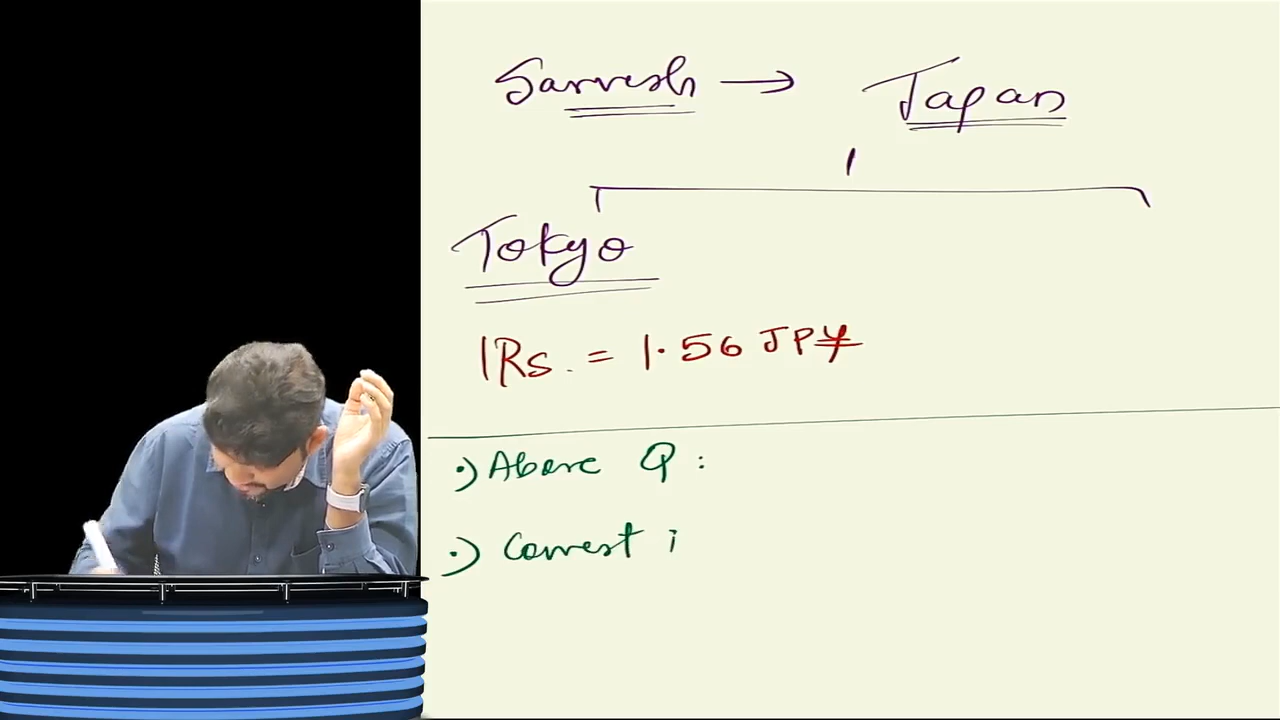 Sarvesh → Japan
Tokyo
1Rs. = 1.56 JP¥
•) Above Q :
•) Correct i